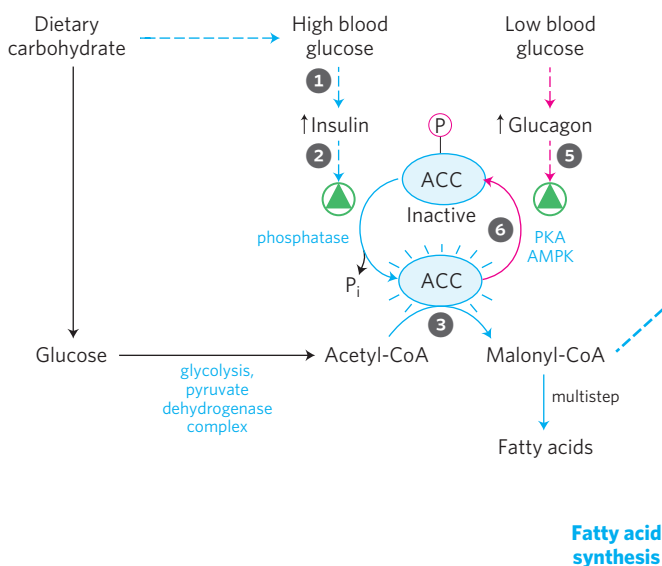 Dietary
carbohydrate
High blood
glucose
Low blood
glucose
1
↑Insulin
P
↑Glucagon
2
5
ACC
Inactive
phosphatase
6
PKA
AMPK
ACC
Pi
3
Glucose
Acetyl-CoA
Malonyl-CoA
glycolysis,
pyruvate
dehydrogenase
complex
multistep
Fatty acids
Fatty acid
synthesis